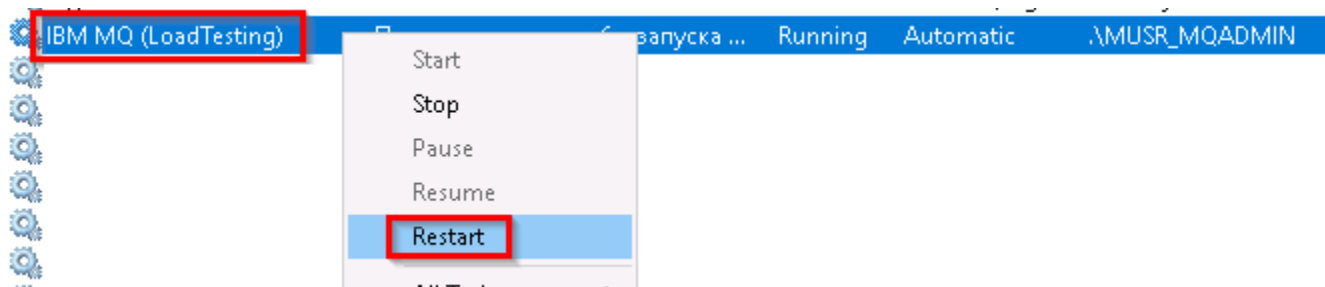 IBM MQ (LoadTesting) запуска ... Running Automatic .\MUSR_MQADMIN
Start
Stop
Pause
Resume
Restart